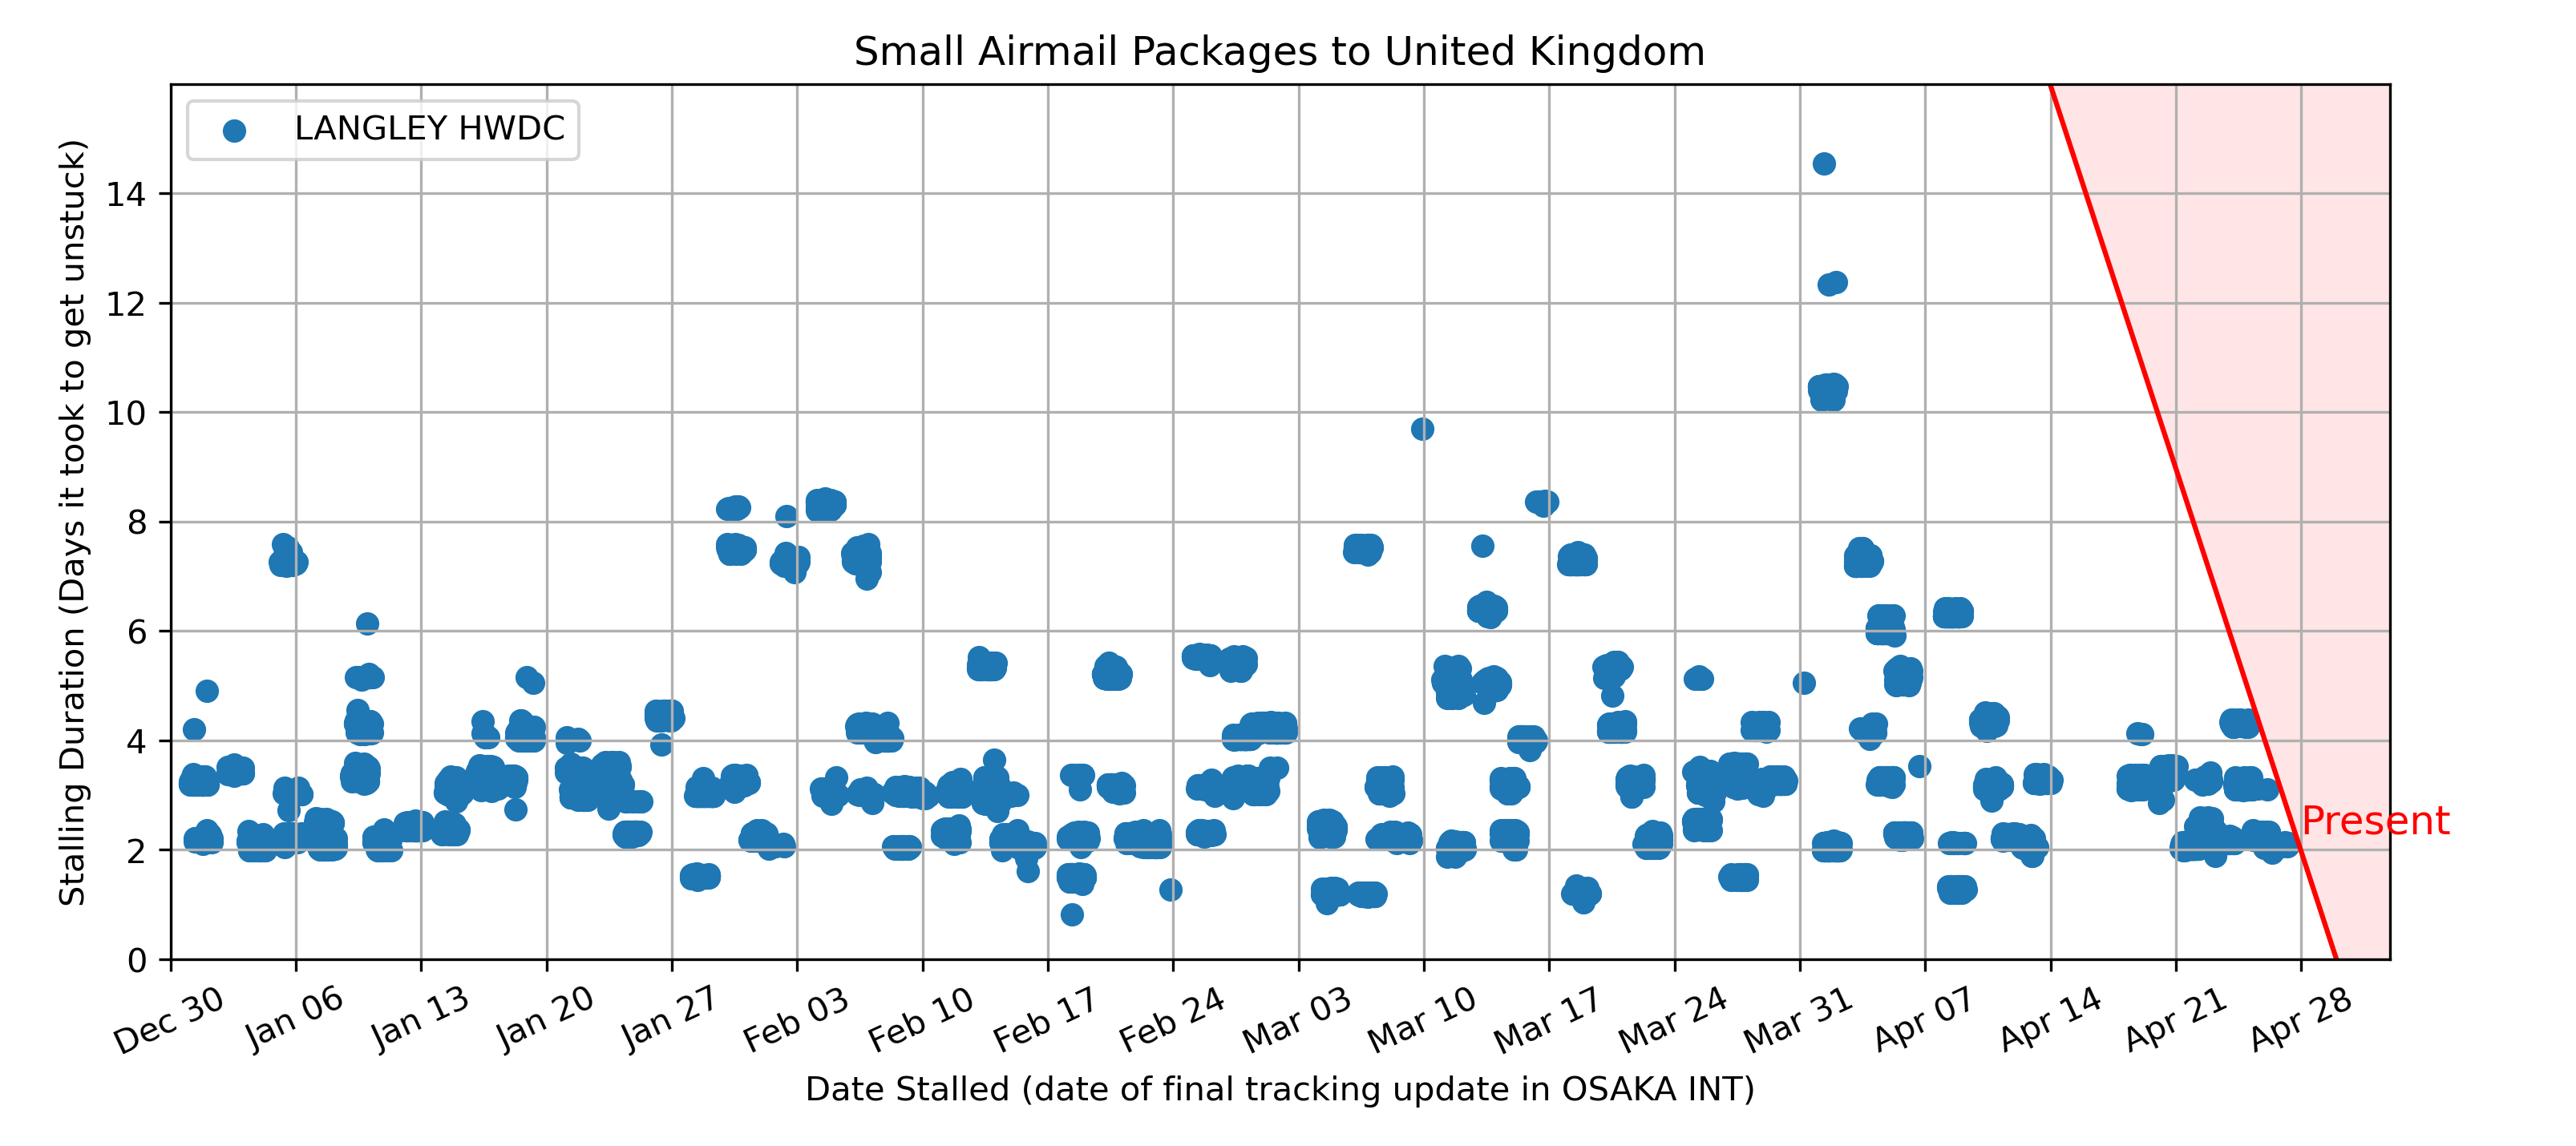 Small Airmail Packages to United Kingdom
LANGLEY HWDC
Stalling Duration (Days it took to get unstuck)
14
12
10
8
6
4
2
0
Present
Dec 30
Jan 06
Jan 13
Jan 20
Jan 27
Feb 03
Feb 10
Feb 17
Feb 24
Mar 03
Mar 10
Mar 17
Mar 24
Mar 31
Apr 07
Apr 14
Apr 21
Apr 28
Date Stalled (date of final tracking update in OSAKA INT)